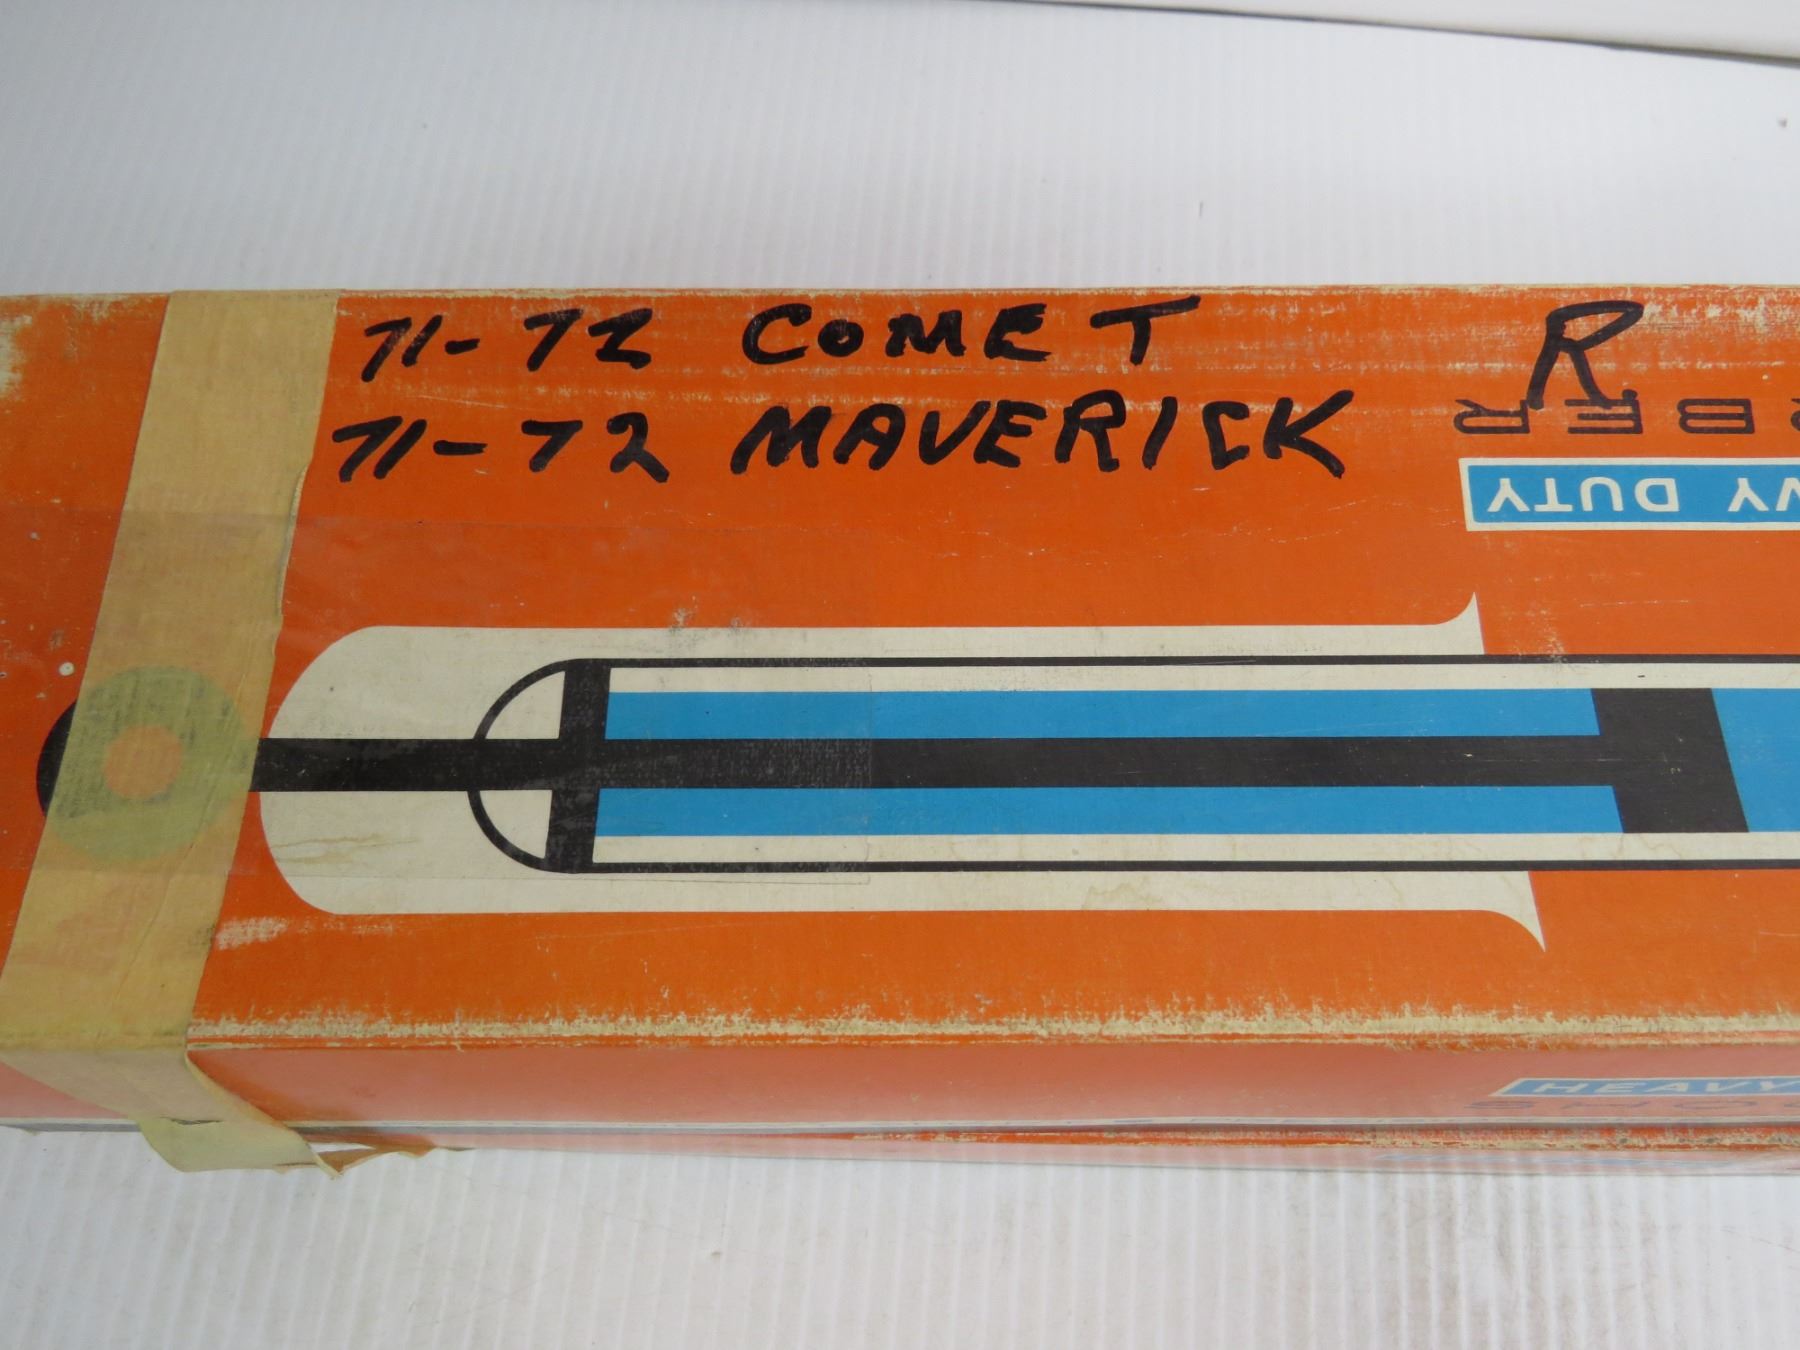 71-72 COMET R
71-72 MAVERICK
DUTY
HEAVY